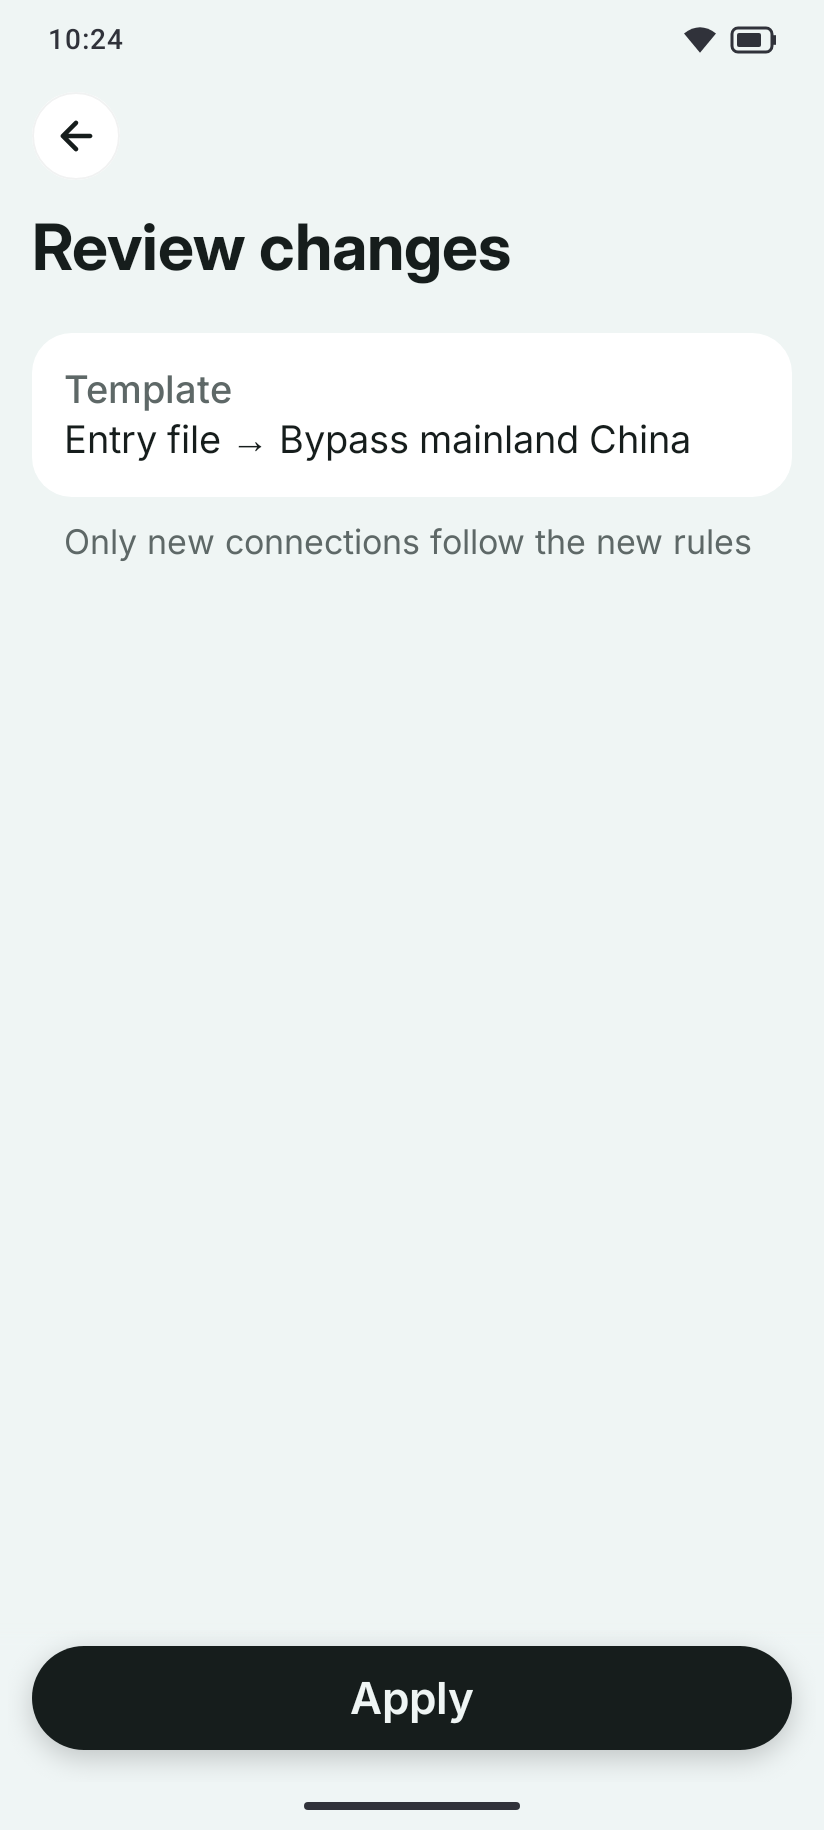 10:24
Review changes
Template
Entry file → Bypass mainland China
Only new connections follow the new rules
Apply